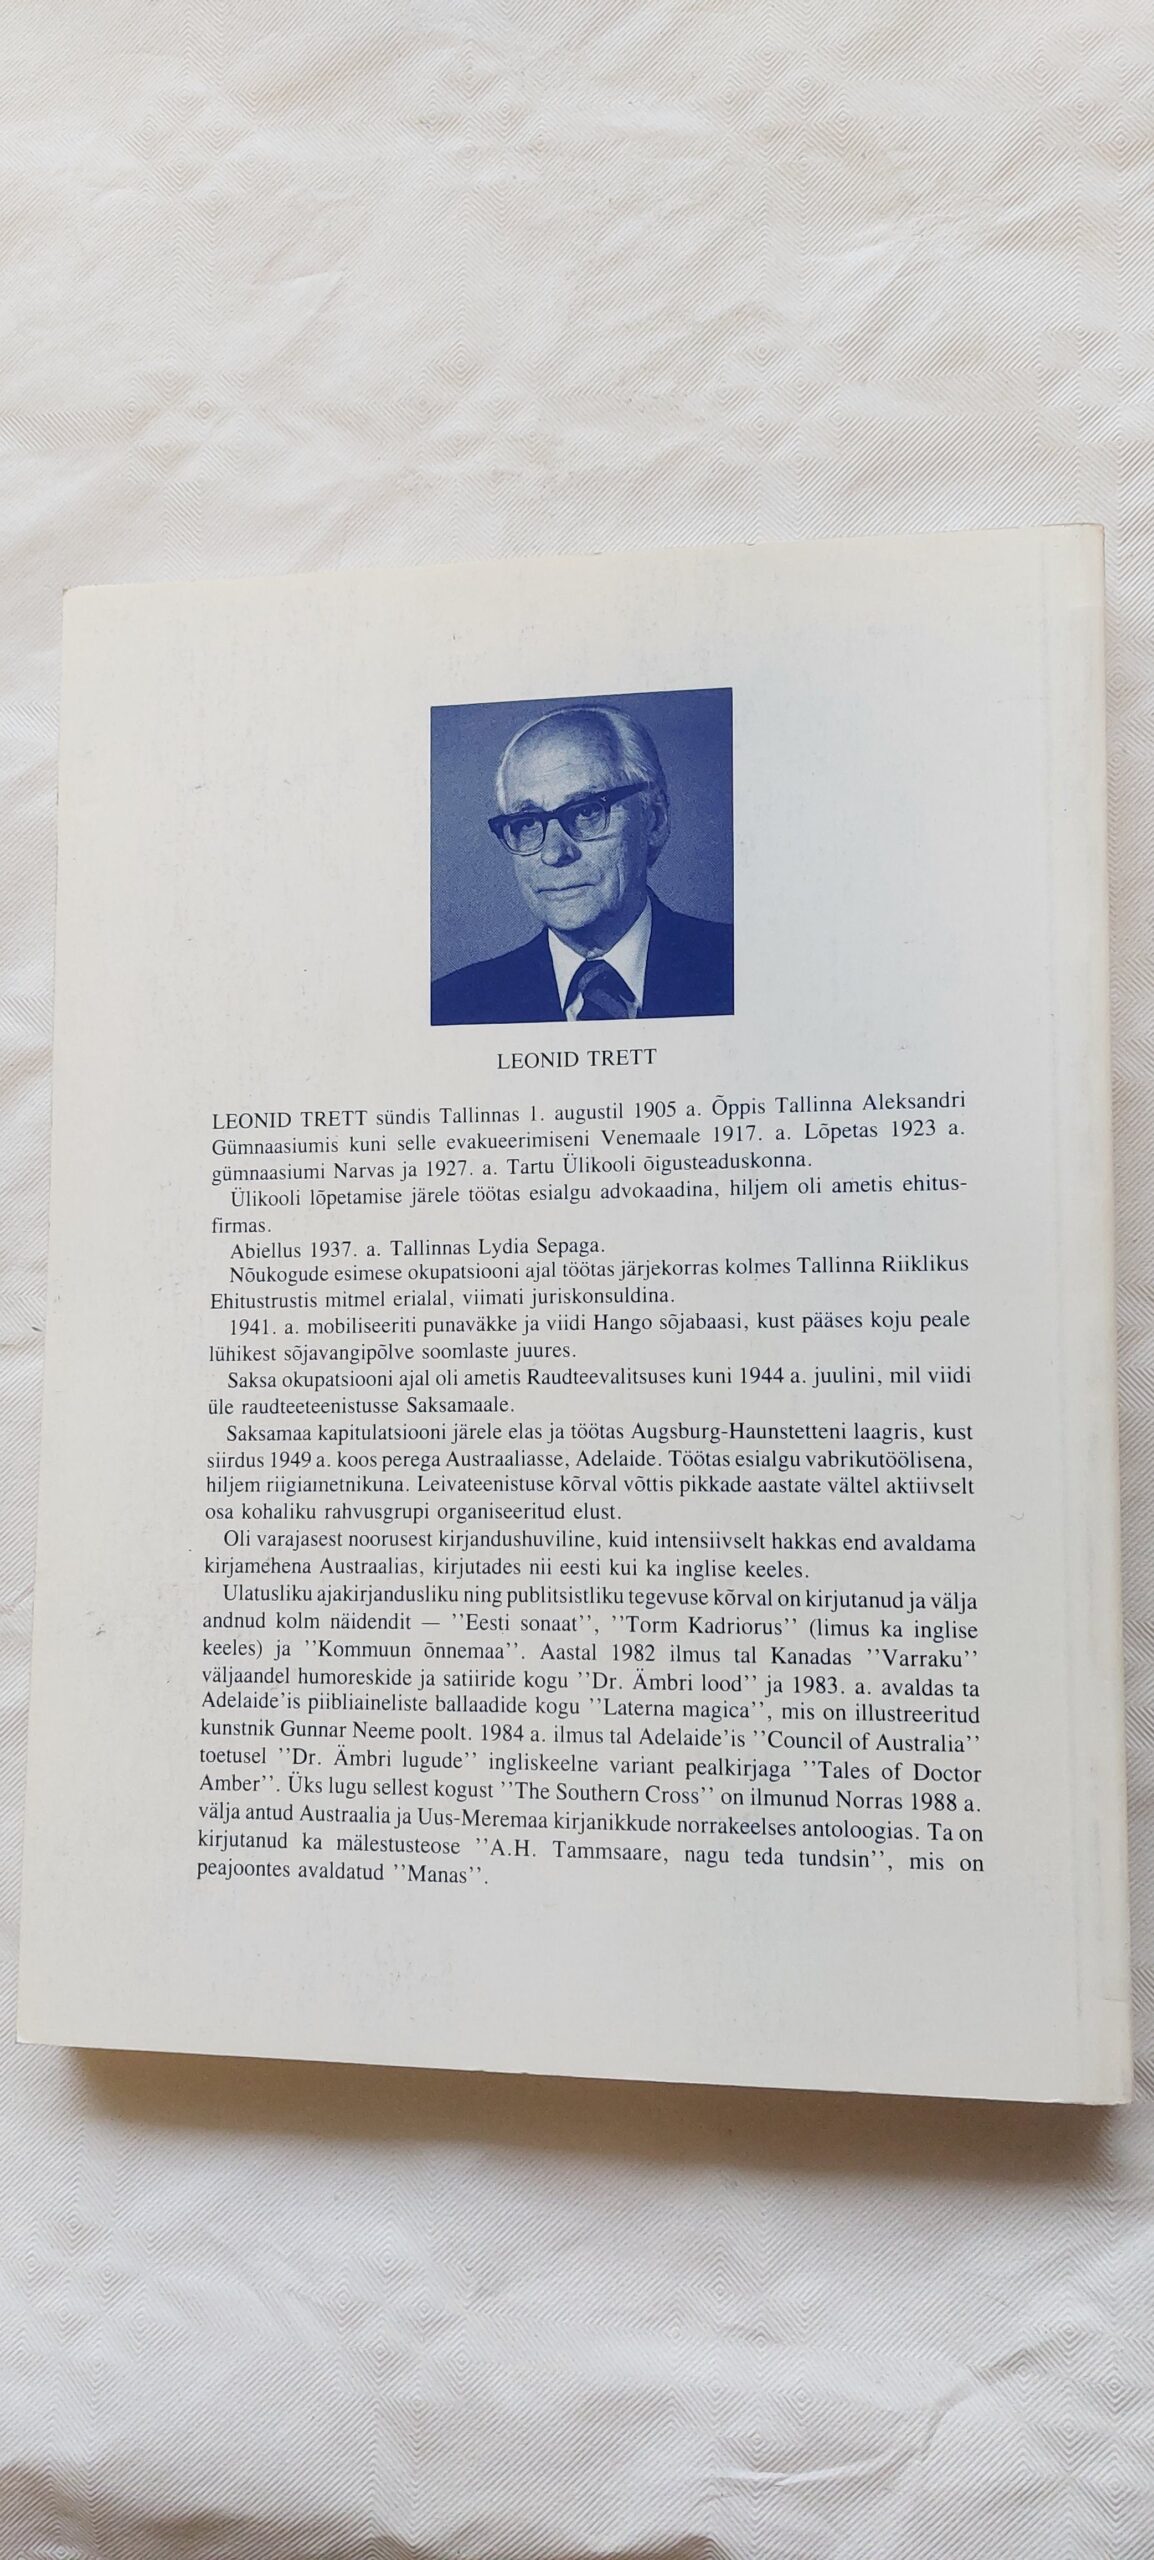 LEONID TRETT
LEONID TRETT sündis Tallinnas 1. augustil 1905 a. Õppis Tallinna Aleksandri
Gümnaasiumis kuni selle evakueerimiseni Venemaale 1917. a. Lõpetas 1923 a.
gümnaasiumi Narvas ja 1927. a. Tartu Ülikooli õigusteaduskonna.
Ülikooli lõpetamise järele töötas esialgu advokaadina, hiljem oli ametis ehitus-
firmas.
Abiellus 1937. a. Tallinnas Lydia Sepaga.
Nõukogude esimese okupatsiooni ajal töötas järjekorras kolmes Tallinna Riiklikus
Ehitustrustis mitmel erialal, viimati juriskonsuldina.
1941. a. mobiliseeriti punaväkke ja viidi Hango sõjabaasi, kust pääses koju peale
lühikest sõjavangipõlve soomlaste juures.
Saksa okupatsiooni ajal oli ametis Raudteevalitsuses kuni 1944 a. juulini, mil viidi
üle raudteeteenistusse Saksamaale.
Saksamaa kapitulatsiooni järele elas ja töötas Augsburg-Haunstetteni laagris, kust
siirdus 1949 a. koos perega Austraaliasse, Adelaide. Töötas esialgu vabrikutöölisena,
hiljem riigiametnikuna. Leivateenistuse kõrval võttis pikkade aastate vältel aktiivselt
osa kohaliku rahvusgrupi organiseeritud elust.
Oli varajasest noorusest kirjandushuviline, kuid intensiivselt hakkas end avaldama
kirjamehena Austraalias, kirjutades nii eesti kui ka inglise keeles.
Ulatusliku ajakirjandusliku ning publitsistliku tegevuse kõrval on kirjutanud ja välja
andnud kolm näidendit — ''Eesti sonaat'', ''Torm Kadriorus'' (limus ka inglise
keeles) ja ''Kommuun õnnemaa''. Aastal 1982 ilmus tal Kanadas ''Varraku''
väljaandel humoreskide ja satiiride kogu ''Dr. Ämbri lood'' ja 1983. a. avaldas ta
Adelaide'is piibliaineliste ballaadide kogu ''Laterna magica'', mis on illustreeritud
kunstnik Gunnar Neeme poolt. 1984 a. ilmus tal Adelaide'is ''Council of Australia''
toetusel ''Dr. Ämbri lugude'' ingliskeelne variant pealkirjaga ''Tales of Doctor
Amber''. Üks lugu sellest kogust ''The Southern Cross'' on ilmunud Norras 1988 a.
välja antud Austraalia ja Uus-Meremaa kirjanikkude norrakeelses antoloogias. Ta on
kirjutanud ka mälestusteose ''A.H. Tammsaare, nagu teda tundsin'', mis on
peajoontes avaldatud ''Manas''.